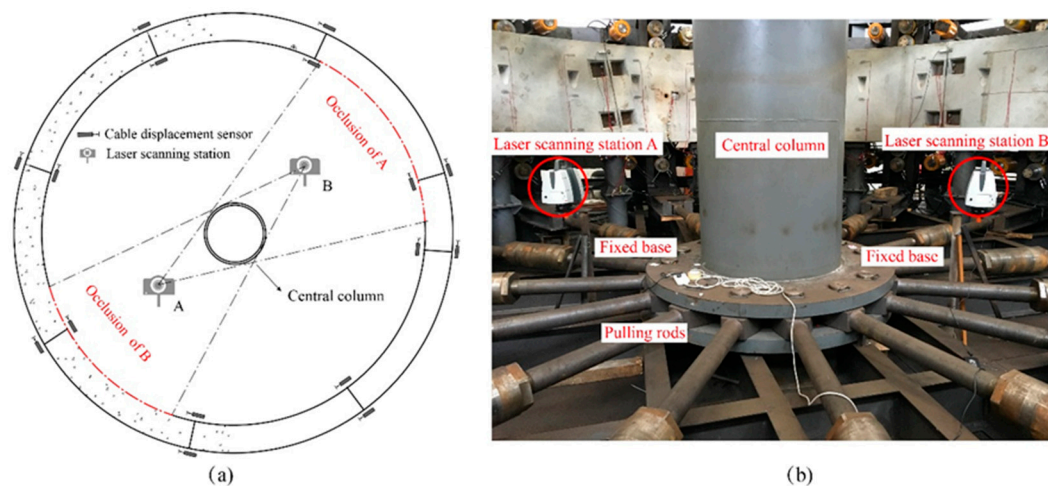 Cable displacement sensor
Laser scanning station
Occlusion of A
B
A
Occlusion of B
Central column
(a)
Laser scanning station A
Laser scanning station B
Central column
Fixed base
Fixed base
Pulling rods
(b)